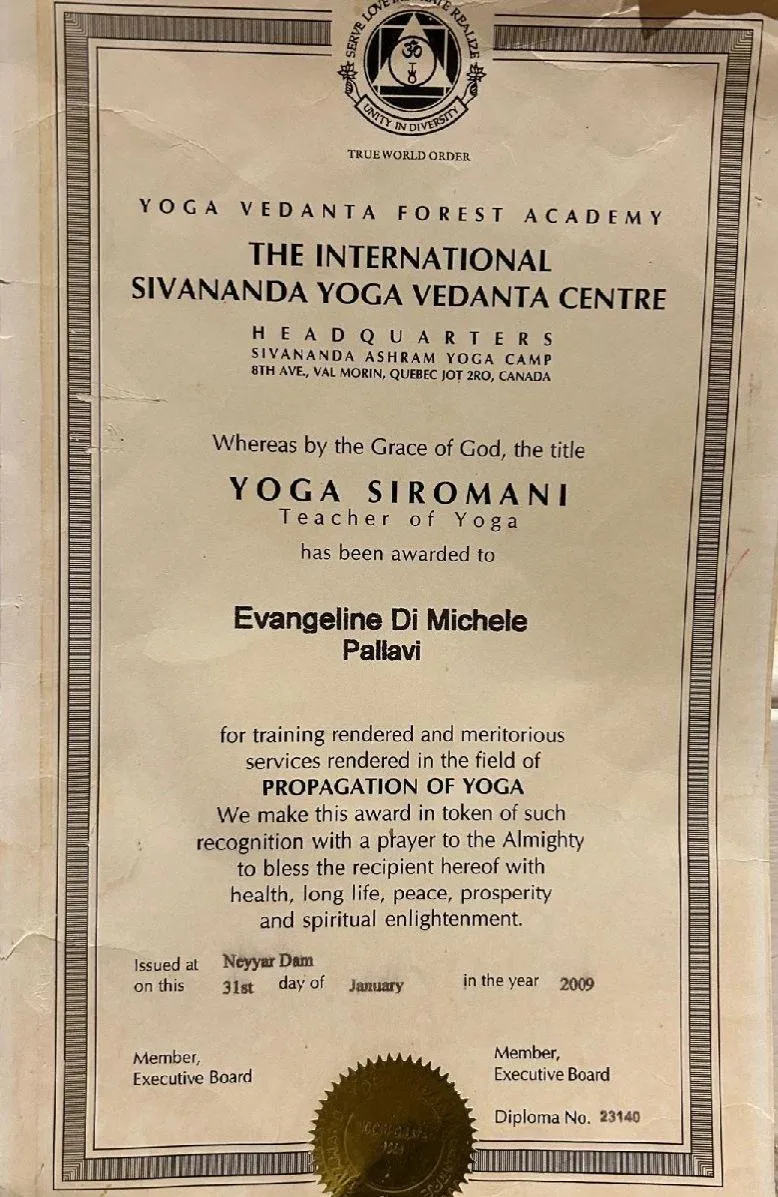 SERVE LOVE REALIZE
ॐ
UNITY IN DIVERSITY
TRUE WORLD ORDER
YOGA VEDANTA FOREST ACADEMY
THE INTERNATIONAL
SIVANANDA YOGA VEDANTA CENTRE
HEADQUARTERS
SIVANANDA ASHRAM YOGA CAMP
8TH AVE., VAL MORIN, QUEBEC JOT 2RO, CANADA
Whereas by the Grace of God, the title
YOGA SIROMANI
Teacher of Yoga
has been awarded to
Evangeline Di Michele
Pallavi
for training rendered and meritorious
services rendered in the field of
PROPAGATION OF YOGA
We make this award in token of such
recognition with a prayer to the Almighty
to bless the recipient hereof with
health, long life, peace, prosperity
and spiritual enlightenment.
Issued at Neyyar Dam
on this 31st day of January in the year 2009
Member,
Executive Board
Member,
Executive Board
Diploma No. 23140